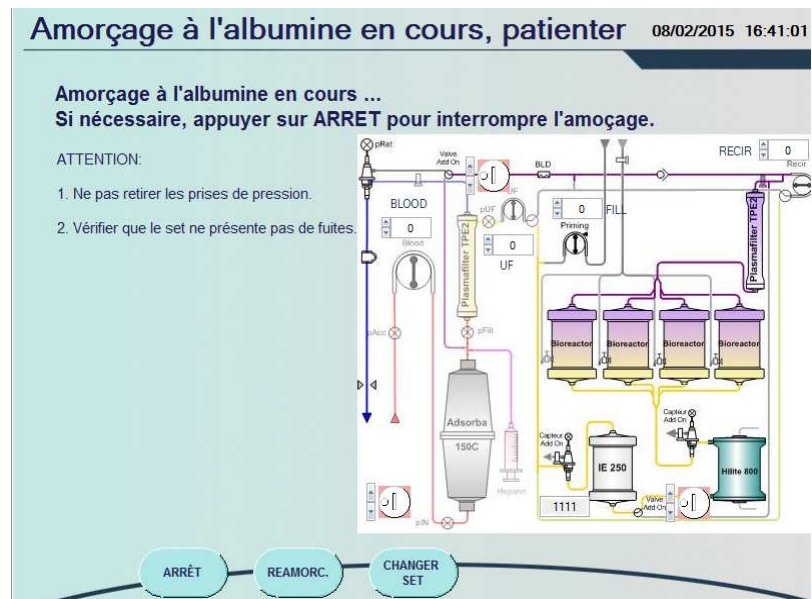 Amorçage à l'albumine en cours, patienter 08/02/2015 16:41:01
Amorçage à l'albumine en cours ...
Si nécessaire, appuyer sur ARRET pour interrompre l'amoçage.
ATTENTION:
1. Ne pas retirer les prises de pression.
2. Vérifier que le set ne présente pas de fuites.
pRet
Valve
Add On
BLD
RECIR 0
Recir
BLOOD
0
Blood
pUF
UF
0
UF
0 FILL
Priming
Plasmafilter TPE2
Plasmafilter TPE2
pAcc
pFill
Bioreactor Bioreactor Bioreactor Bioreactor
Adsorba
150C
Heparin
pIN
Capteur
Add On
IE 250
1111
Capteur
Add On
Hilite 800
Valve
Add On
ARRÊT
REAMORC.
CHANGER
SET